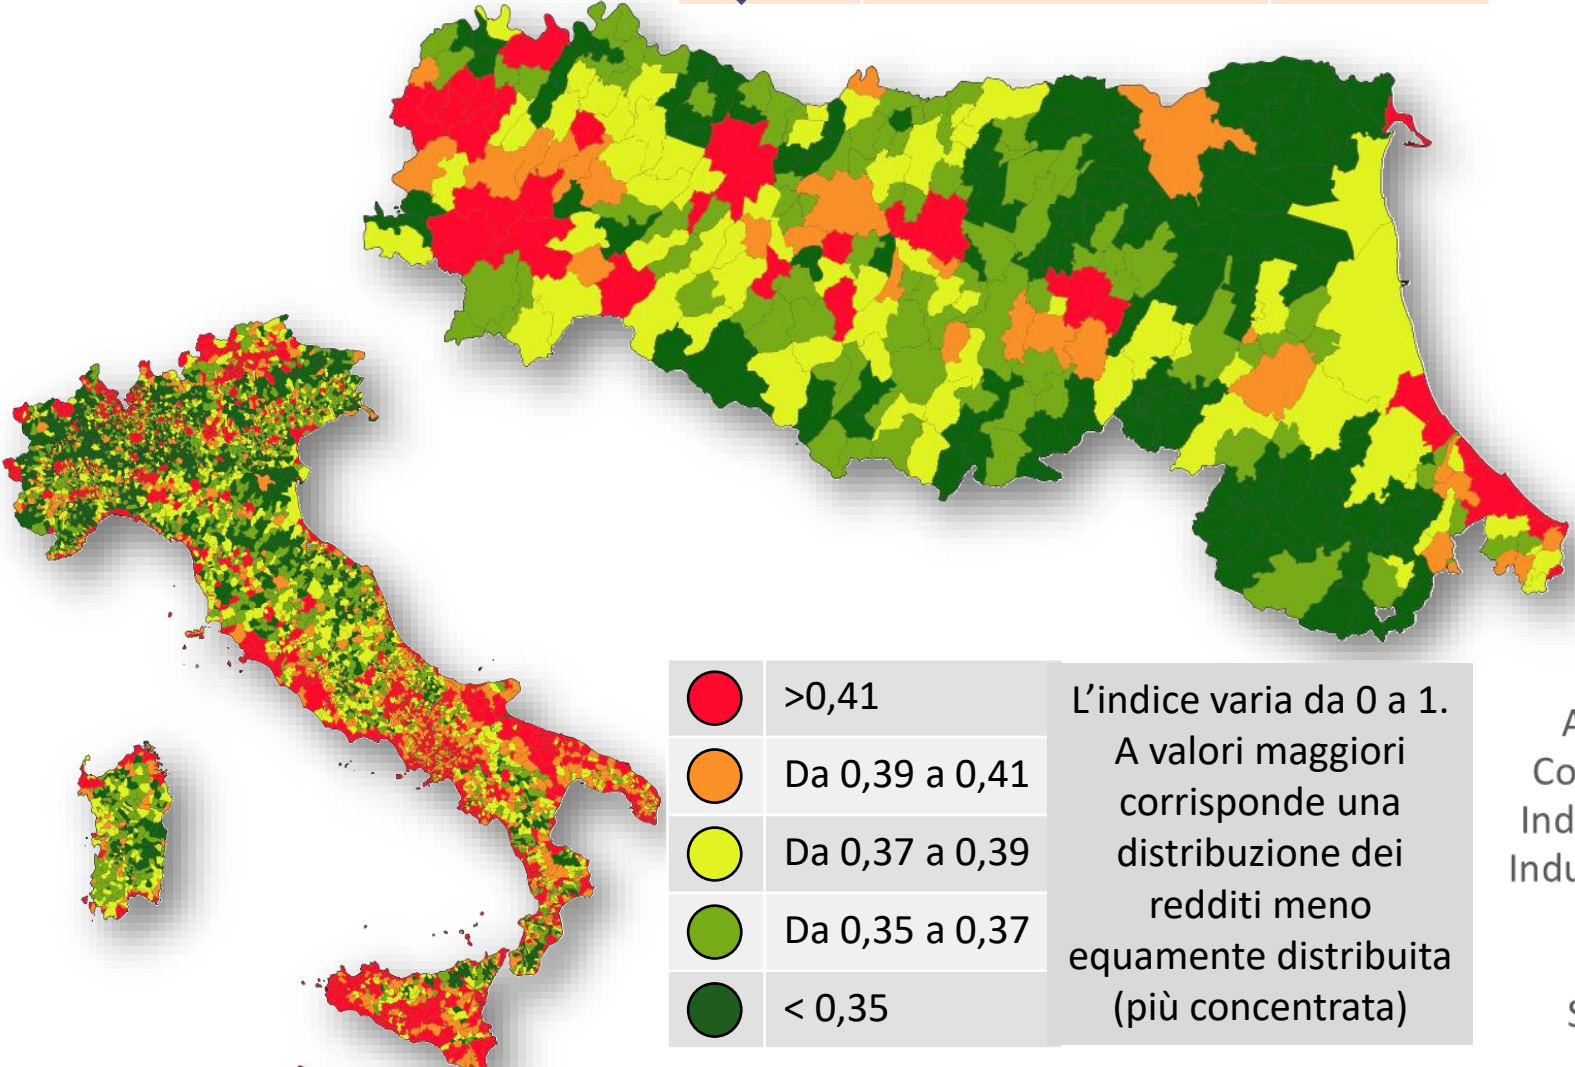 >0,41
Da 0,39 a 0,41
Da 0,37 a 0,39
Da 0,35 a 0,37
< 0,35
L’indice varia da 0 a 1.
A valori maggiori
corrisponde una
distribuzione dei
redditi meno
equamente distribuita
(più concentrata)